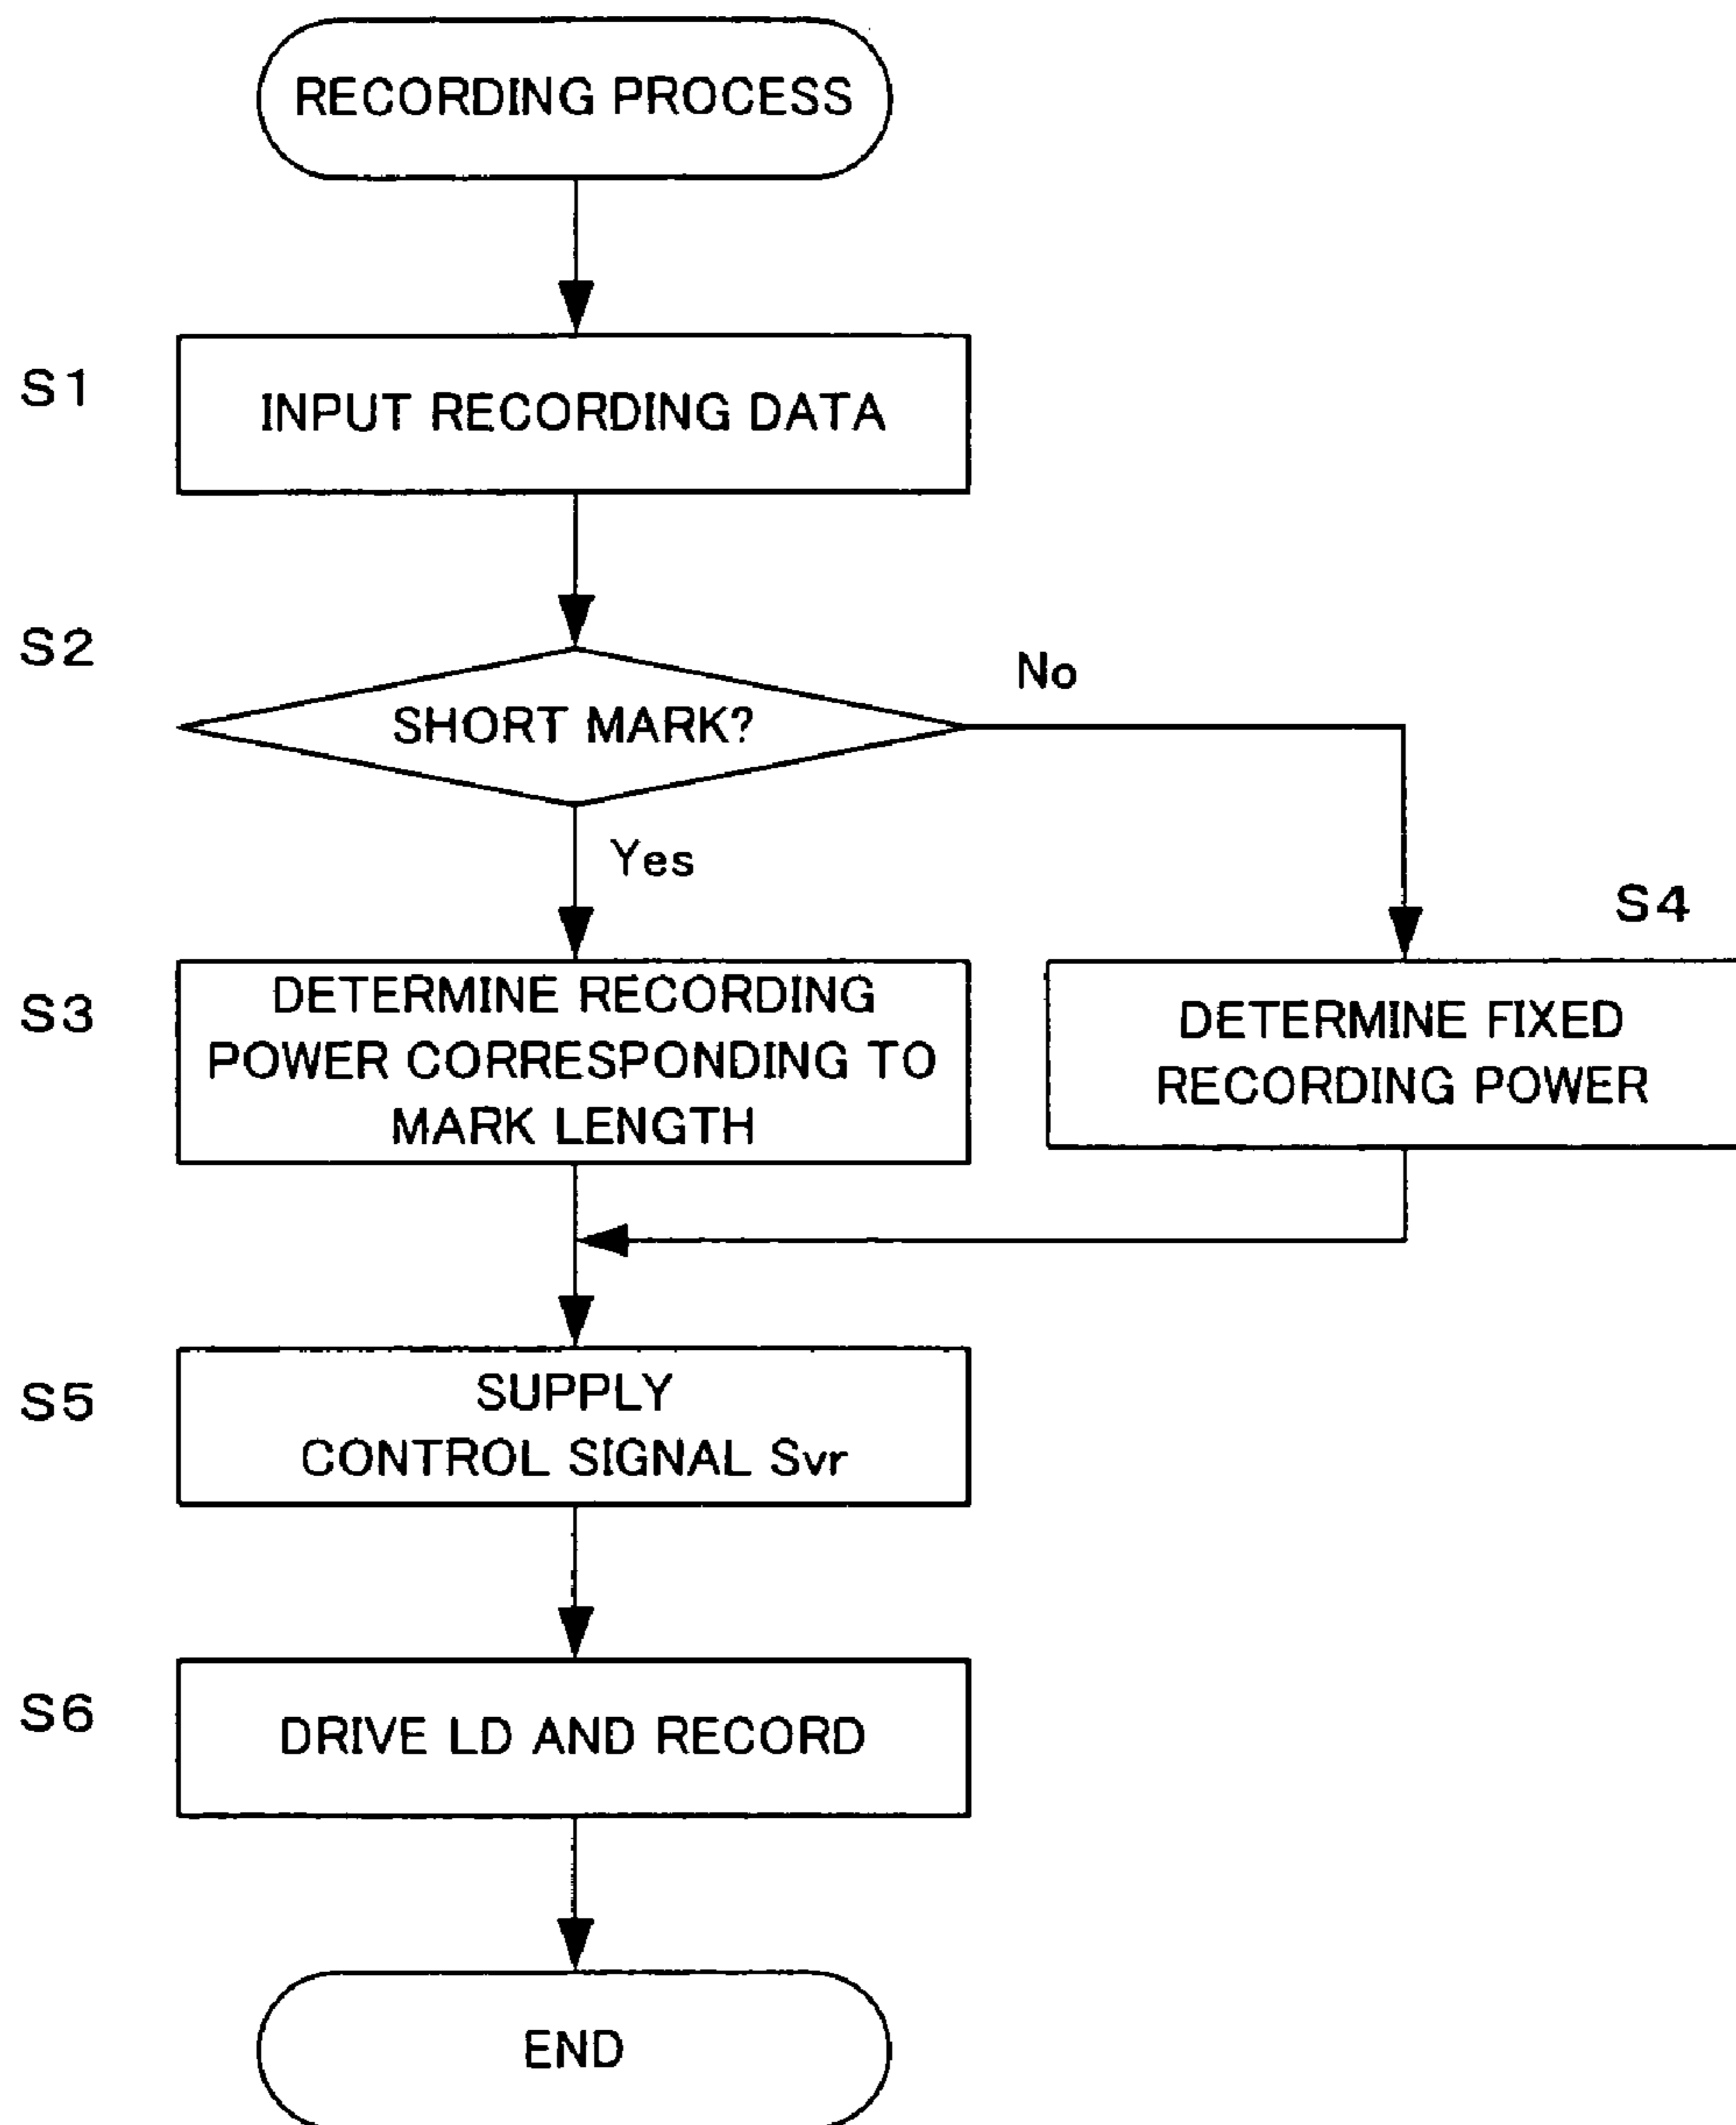 RECORDING PROCESS
S1
INPUT RECORDING DATA
S2
SHORT MARK?
No
Yes
S3
DETERMINE RECORDING
POWER CORRESPONDING TO
MARK LENGTH
S4
DETERMINE FIXED
RECORDING POWER
S5
SUPPLY
CONTROL SIGNAL Svr
S6
DRIVE LD AND RECORD
END